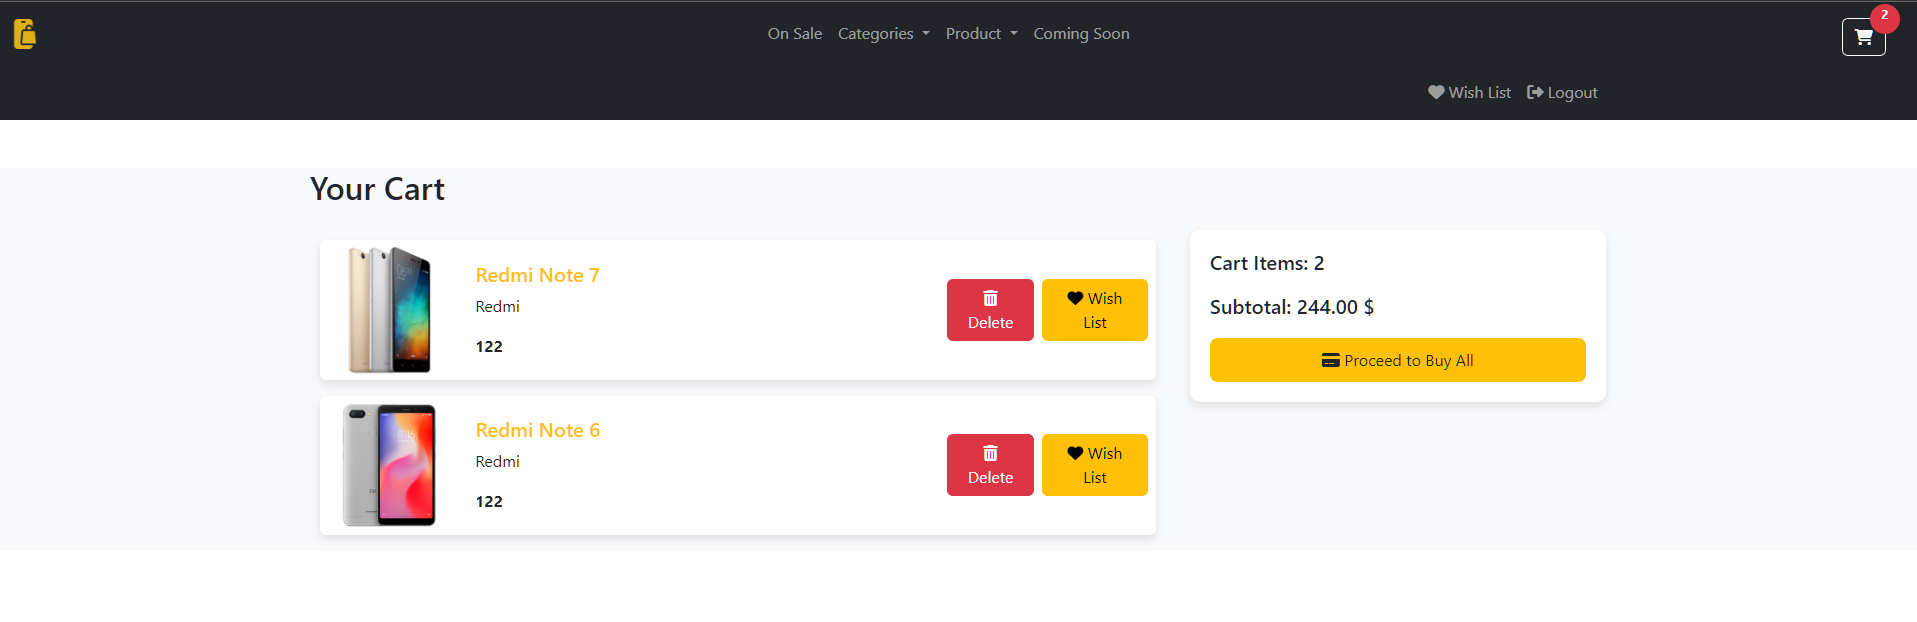 On Sale Categories Product Coming Soon
2
Wish List Logout
Your Cart
Redmi Note 7
Redmi
122
Delete
Wish
List
Redmi Note 6
Redmi
122
Delete
Wish
List
Cart Items: 2
Subtotal: 244.00 $
Proceed to Buy All